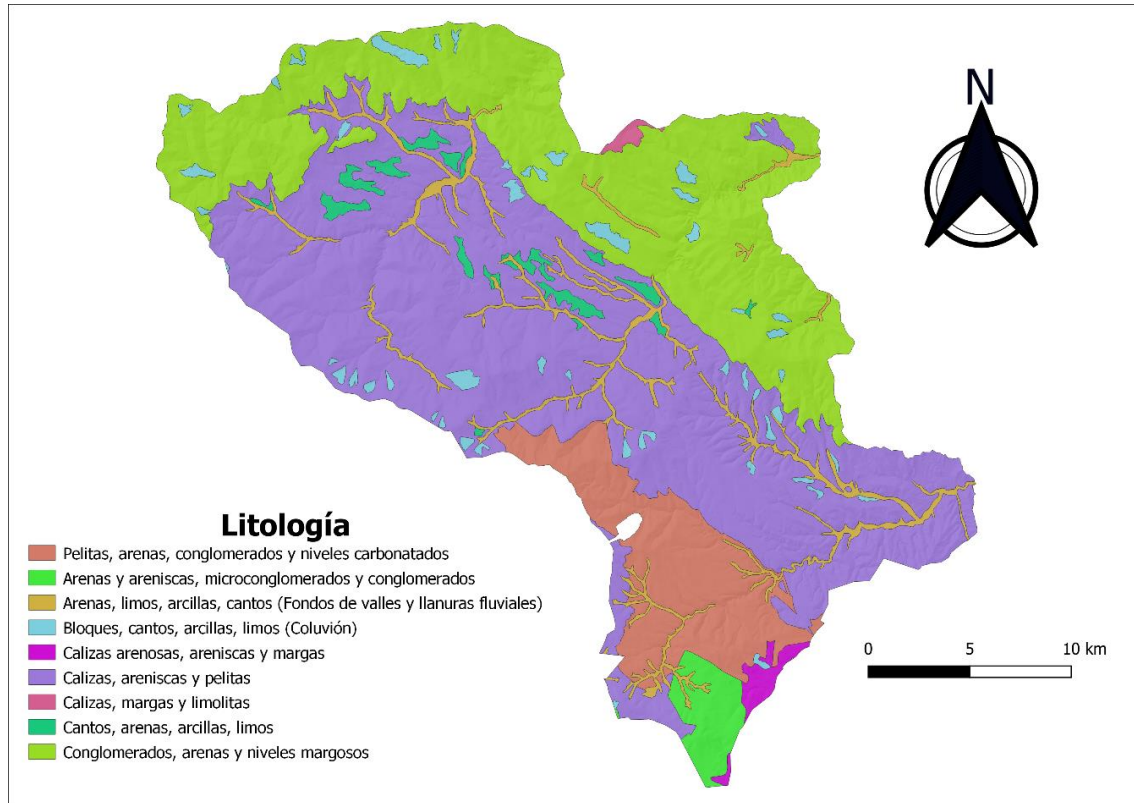 N
Litología
Pelitas, arenas, conglomerados y niveles carbonatados
Arenas y areniscas, microconglomerados y conglomerados
Arenas, limos, arcillas, cantos (Fondos de valles y llanuras fluviales)
Bloques, cantos, arcillas, limos (Coluvión)
Calizas arenosas, areniscas y margas
Calizas, areniscas y pelitas
Calizas, margas y limolitas
Cantos, arenas, arcillas, limos
Conglomerados, arenas y niveles margosos
0 5 10 km